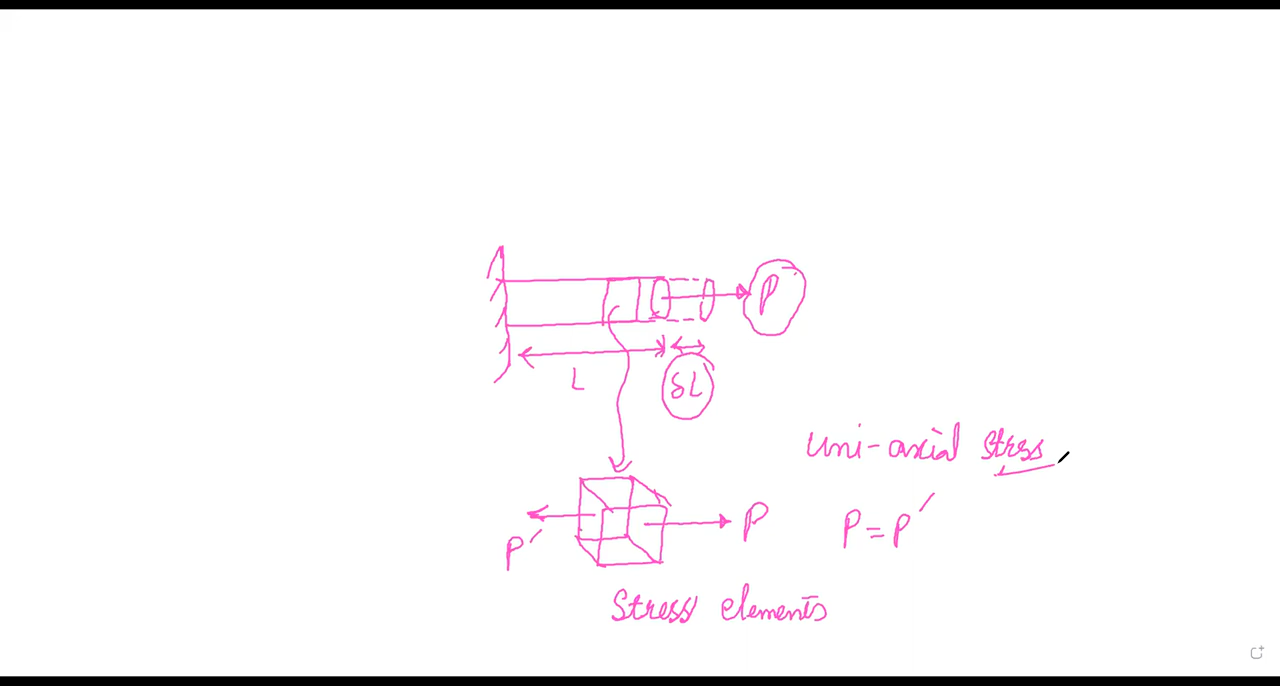 P
L
δL
Uni-axial Stress
P' P P = P'
Stress elements